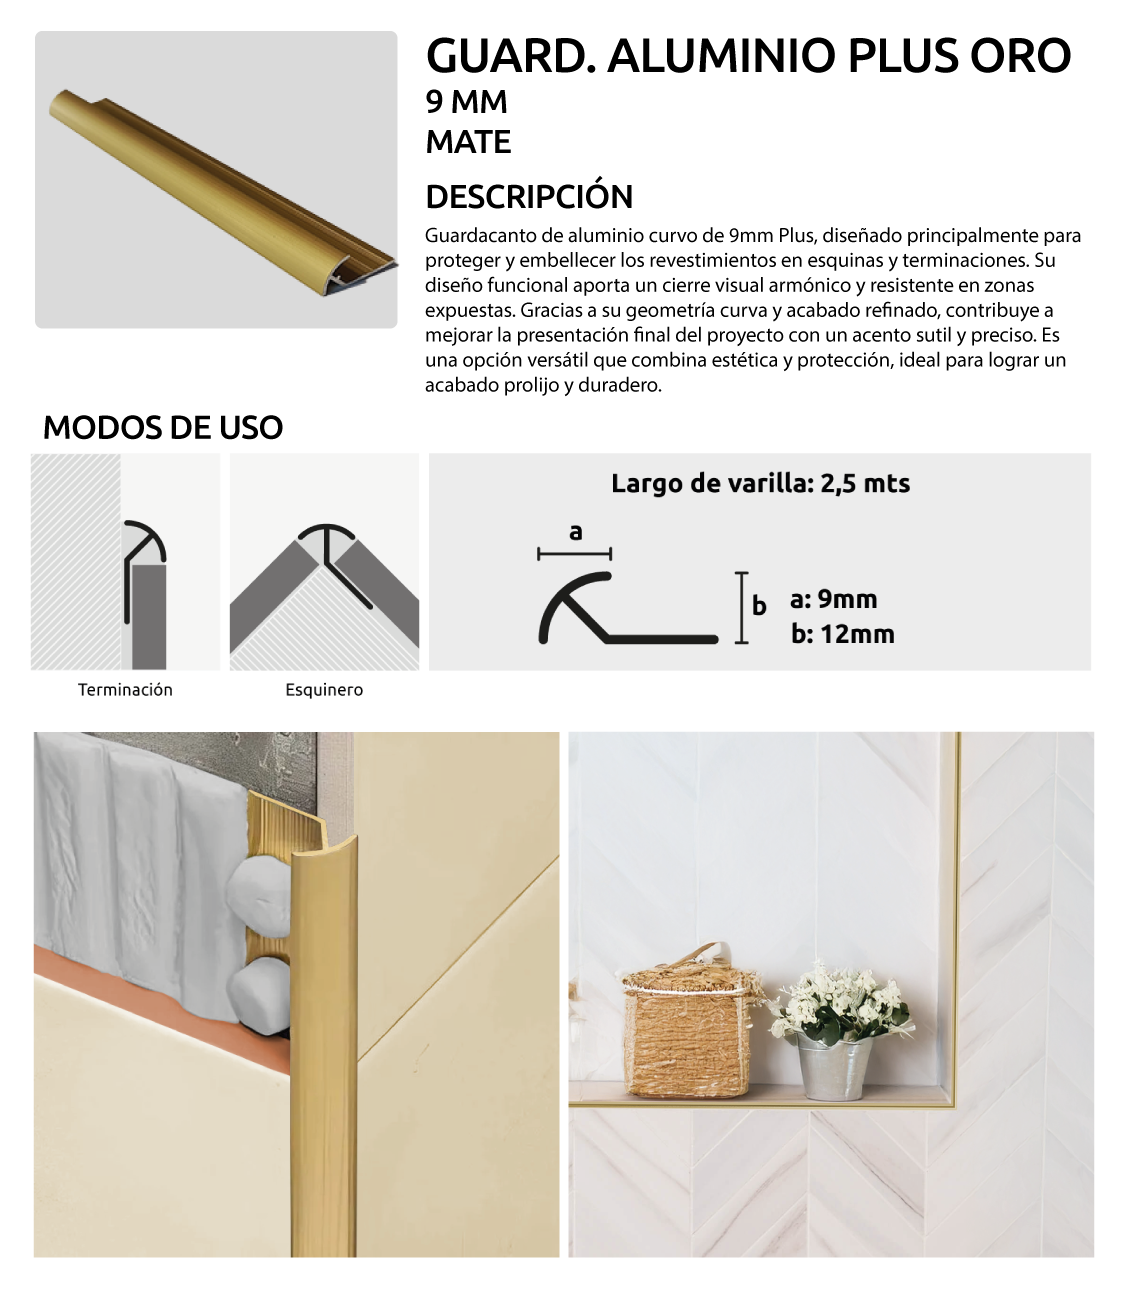 GUARD. ALUMINIO PLUS ORO
9 MM
MATE
DESCRIPCIÓN
Guardacanto de aluminio curvo de 9mm Plus, diseñado principalmente para
proteger y embellecer los revestimientos en esquinas y terminaciones. Su
diseño funcional aporta un cierre visual armónico y resistente en zonas
expuestas. Gracias a su geometría curva y acabado refinado, contribuye a
mejorar la presentación final del proyecto con un acento sutil y preciso. Es
una opción versátil que combina estética y protección, ideal para lograr un
acabado prolijo y duradero.
MODOS DE USO
Largo de varilla: 2,5 mts
a
b
a: 9mm
b: 12mm
Terminación
Esquinero